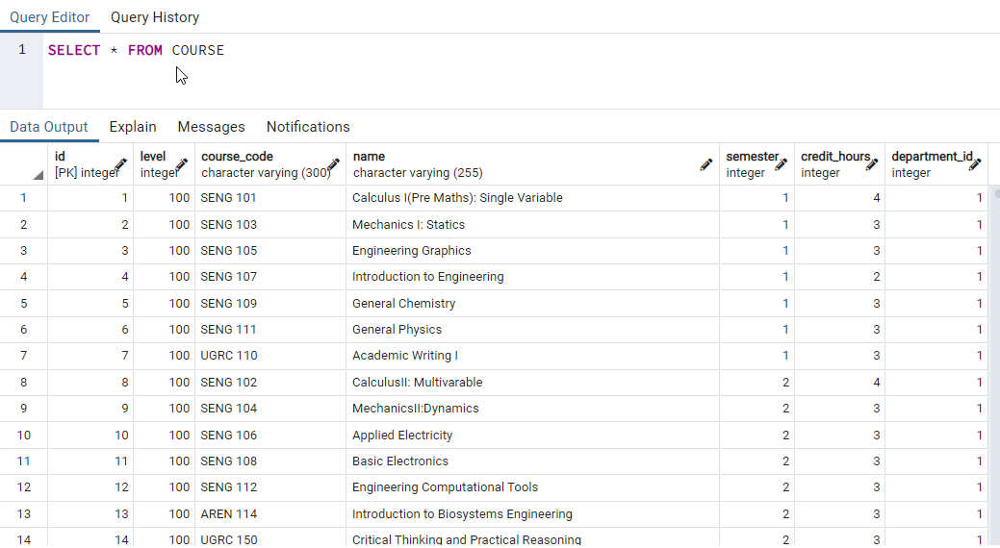 Query Editor Query History
1 SELECT * FROM COURSE
Data Output Explain Messages Notifications
id level course_code name semester credit_hours department_id
[PK] integer integer character varying (300) character varying (255) integer integer integer
1 1 100 SENG 101 Calculus I(Pre Maths): Single Variable 1 4 1
2 2 100 SENG 103 Mechanics I: Statics 1 3 1
3 3 100 SENG 105 Engineering Graphics 1 3 1
4 4 100 SENG 107 Introduction to Engineering 1 2 1
5 5 100 SENG 109 General Chemistry 1 3 1
6 6 100 SENG 111 General Physics 1 3 1
7 7 100 UGRC 110 Academic Writing I 1 3 1
8 8 100 SENG 102 CalculusII: Multivarable 2 4 1
9 9 100 SENG 104 MechanicsII:Dynamics 2 3 1
10 10 100 SENG 106 Applied Electricity 2 3 1
11 11 100 SENG 108 Basic Electronics 2 3 1
12 12 100 SENG 112 Engineering Computational Tools 2 3 1
13 13 100 AREN 114 Introduction to Biosystems Engineering 2 3 1
14 14 100 UGRC 150 Critical Thinking and Practical Reasoning 2 3 1